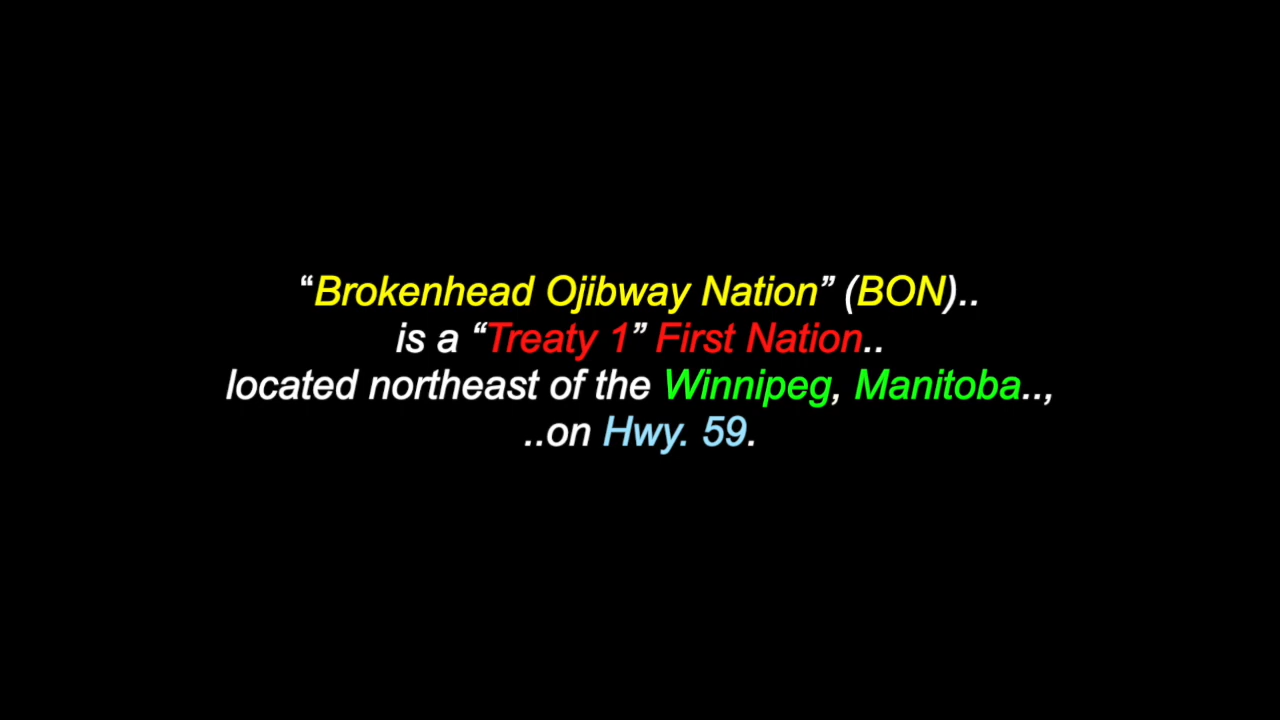 “Brokenhead Ojibway Nation” (BON)..
is a “Treaty 1” First Nation..
located northeast of the Winnipeg, Manitoba..,
..on Hwy. 59.